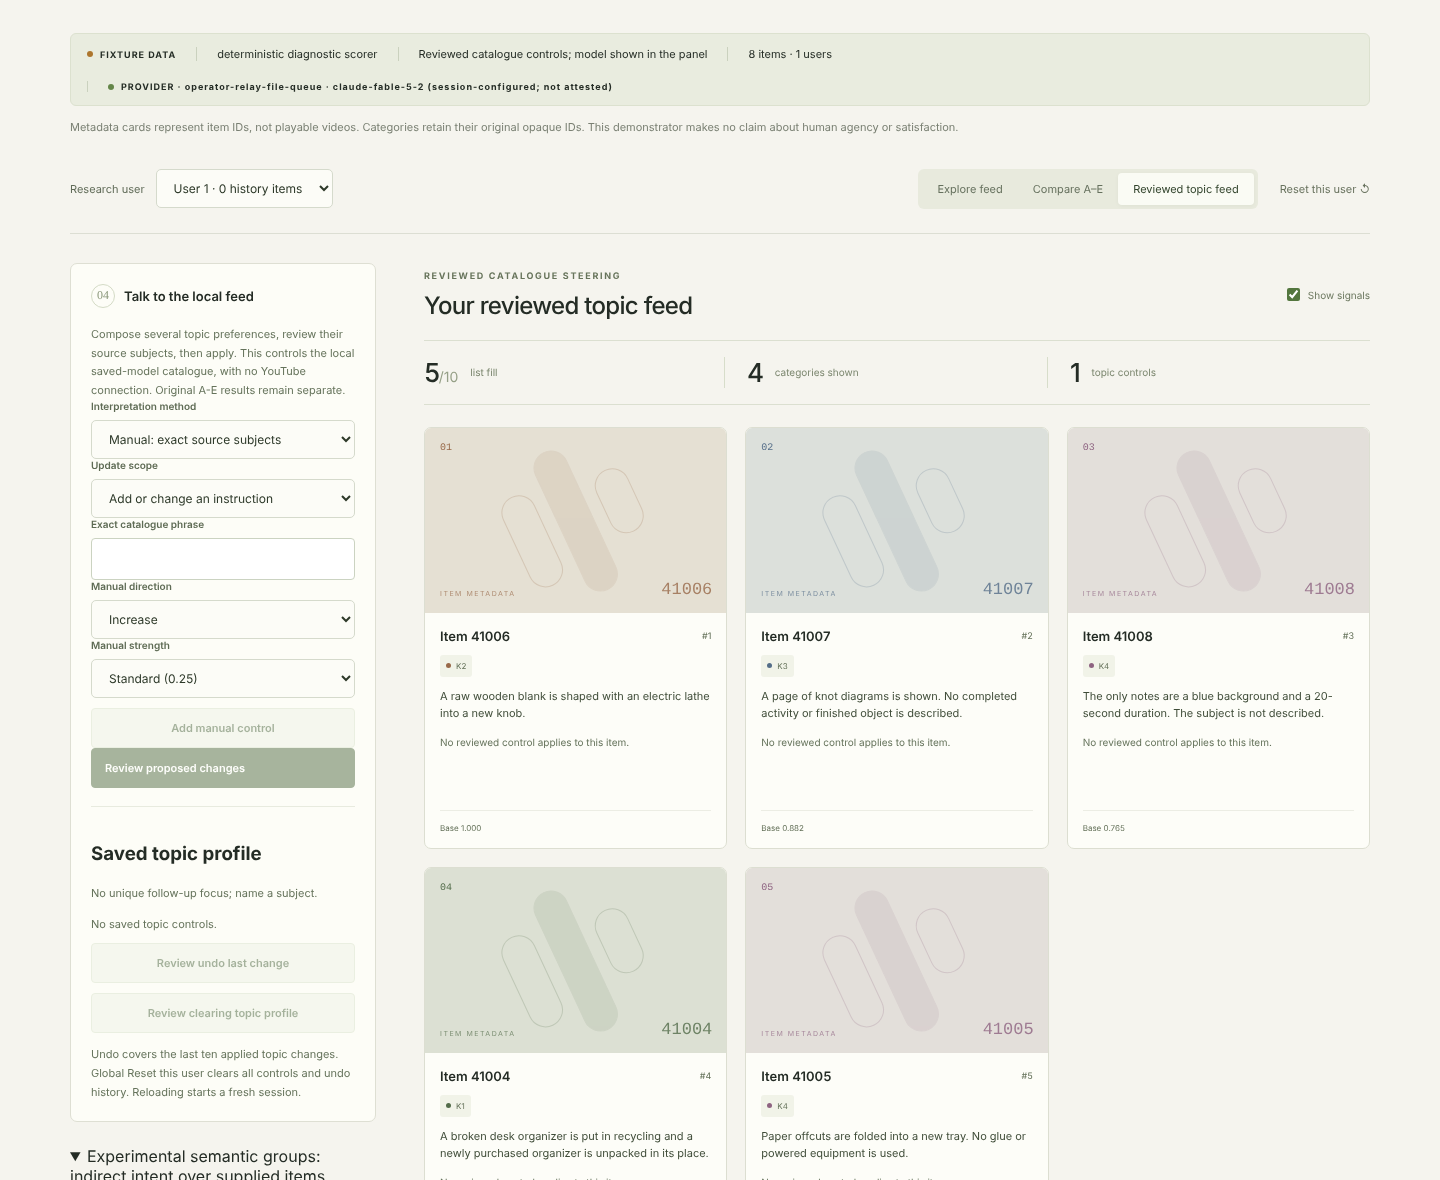 FIXTURE DATA
deterministic diagnostic scorer
Reviewed catalogue controls; model shown in the panel
8 items · 1 users
PROVIDER · operator-relay-file-queue · claude-fable-5-2 (session-configured; not attested)
Metadata cards represent item IDs, not playable videos. Categories retain their original opaque IDs. This demonstrator makes no claim about human agency or satisfaction.
Research user
User 1 · 0 history items
Explore feed
Compare A–E
Reviewed topic feed
Reset this user ↺
04
Talk to the local feed
Compose several topic preferences, review their
source subjects, then apply. This controls the local
saved-model catalogue, with no YouTube
connection. Original A-E results remain separate.
Interpretation method
Manual: exact source subjects
Update scope
Add or change an instruction
Exact catalogue phrase
Manual direction
Increase
Manual strength
Standard (0.25)
Add manual control
Review proposed changes
Saved topic profile
No unique follow-up focus; name a subject.
No saved topic controls.
Review undo last change
Review clearing topic profile
Undo covers the last ten applied topic changes.
Global Reset this user clears all controls and undo
history. Reloading starts a fresh session.
▼ Experimental semantic groups:
indirect intent over supplied items
REVIEWED CATALOGUE STEERING
Your reviewed topic feed
Show signals
5/10 list fill
4 categories shown
1 topic controls
01
ITEM METADATA
41006
Item 41006
#1
K2
A raw wooden blank is shaped with an electric lathe
into a new knob.
No reviewed control applies to this item.
Base 1.000
02
ITEM METADATA
41007
Item 41007
#2
K3
A page of knot diagrams is shown. No completed
activity or finished object is described.
No reviewed control applies to this item.
Base 0.882
03
ITEM METADATA
41008
Item 41008
#3
K4
The only notes are a blue background and a 20-
second duration. The subject is not described.
No reviewed control applies to this item.
Base 0.765
04
ITEM METADATA
41004
Item 41004
#4
K1
A broken desk organizer is put in recycling and a
newly purchased organizer is unpacked in its place.
05
ITEM METADATA
41005
Item 41005
#5
K4
Paper offcuts are folded into a new tray. No glue or
powered equipment is used.